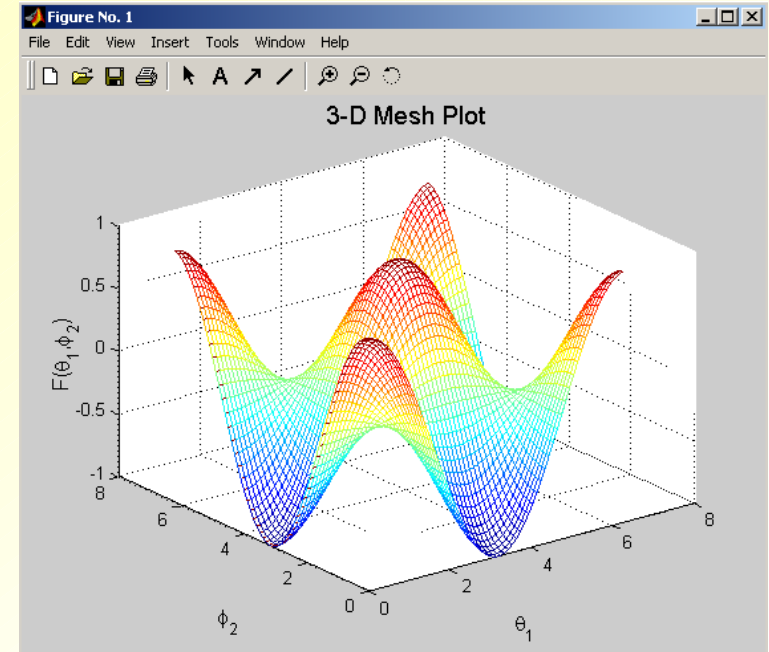 Figure No. 1
File Edit View Insert Tools Window Help
A
3-D Mesh Plot
1
0.5
0
-0.5
-1
F(θ₁,ϕ₂)
8
6
4
2
0
ϕ₂
0
2
4
6
8
θ₁